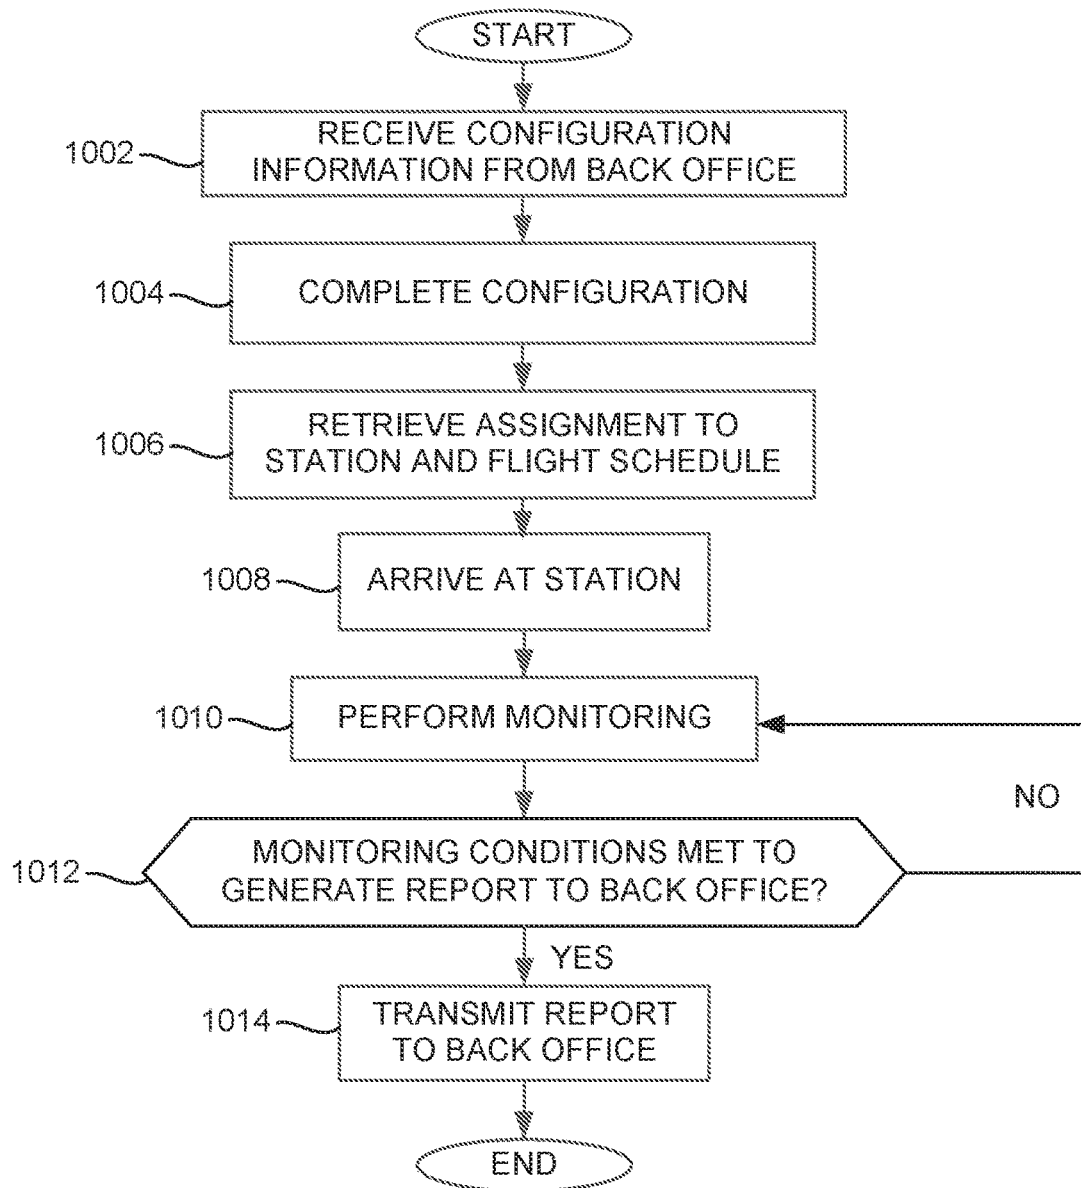 START
1002
RECEIVE CONFIGURATION
INFORMATION FROM BACK OFFICE
1004
COMPLETE CONFIGURATION
1006
RETRIEVE ASSIGNMENT TO
STATION AND FLIGHT SCHEDULE
1008
ARRIVE AT STATION
1010
PERFORM MONITORING
NO
1012
MONITORING CONDITIONS MET TO
GENERATE REPORT TO BACK OFFICE?
YES
1014
TRANSMIT REPORT
TO BACK OFFICE
END